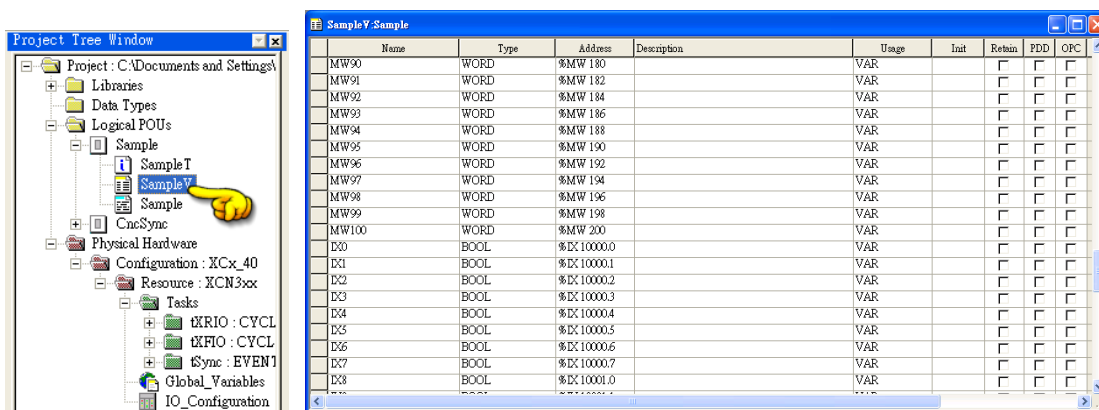 Project Tree Window
Project : C:\Documents and Settings\
Libraries
Data Types
Logical POUs
Sample
SampleT
SampleV
Sample
CncSync
Physical Hardware
Configuration : XCx_40
Resource : XCN3xx
Tasks
tXRIO : CYCL
tXFIO : CYCL
tSync : EVENT
Global_Variables
IO_Configuration
SampleV:Sample
Name Type Address Description Usage Init Retain PDD OPC
MW90 WORD %MW 180 VAR
MW91 WORD %MW 182 VAR
MW92 WORD %MW 184 VAR
MW93 WORD %MW 186 VAR
MW94 WORD %MW 188 VAR
MW95 WORD %MW 190 VAR
MW96 WORD %MW 192 VAR
MW97 WORD %MW 194 VAR
MW98 WORD %MW 196 VAR
MW99 WORD %MW 198 VAR
MW100 WORD %MW 200 VAR
IX0 BOOL %IX 10000.0 VAR
IX1 BOOL %IX 10000.1 VAR
IX2 BOOL %IX 10000.2 VAR
IX3 BOOL %IX 10000.3 VAR
IX4 BOOL %IX 10000.4 VAR
IX5 BOOL %IX 10000.5 VAR
IX6 BOOL %IX 10000.6 VAR
IX7 BOOL %IX 10000.7 VAR
IX8 BOOL %IX 10001.0 VAR